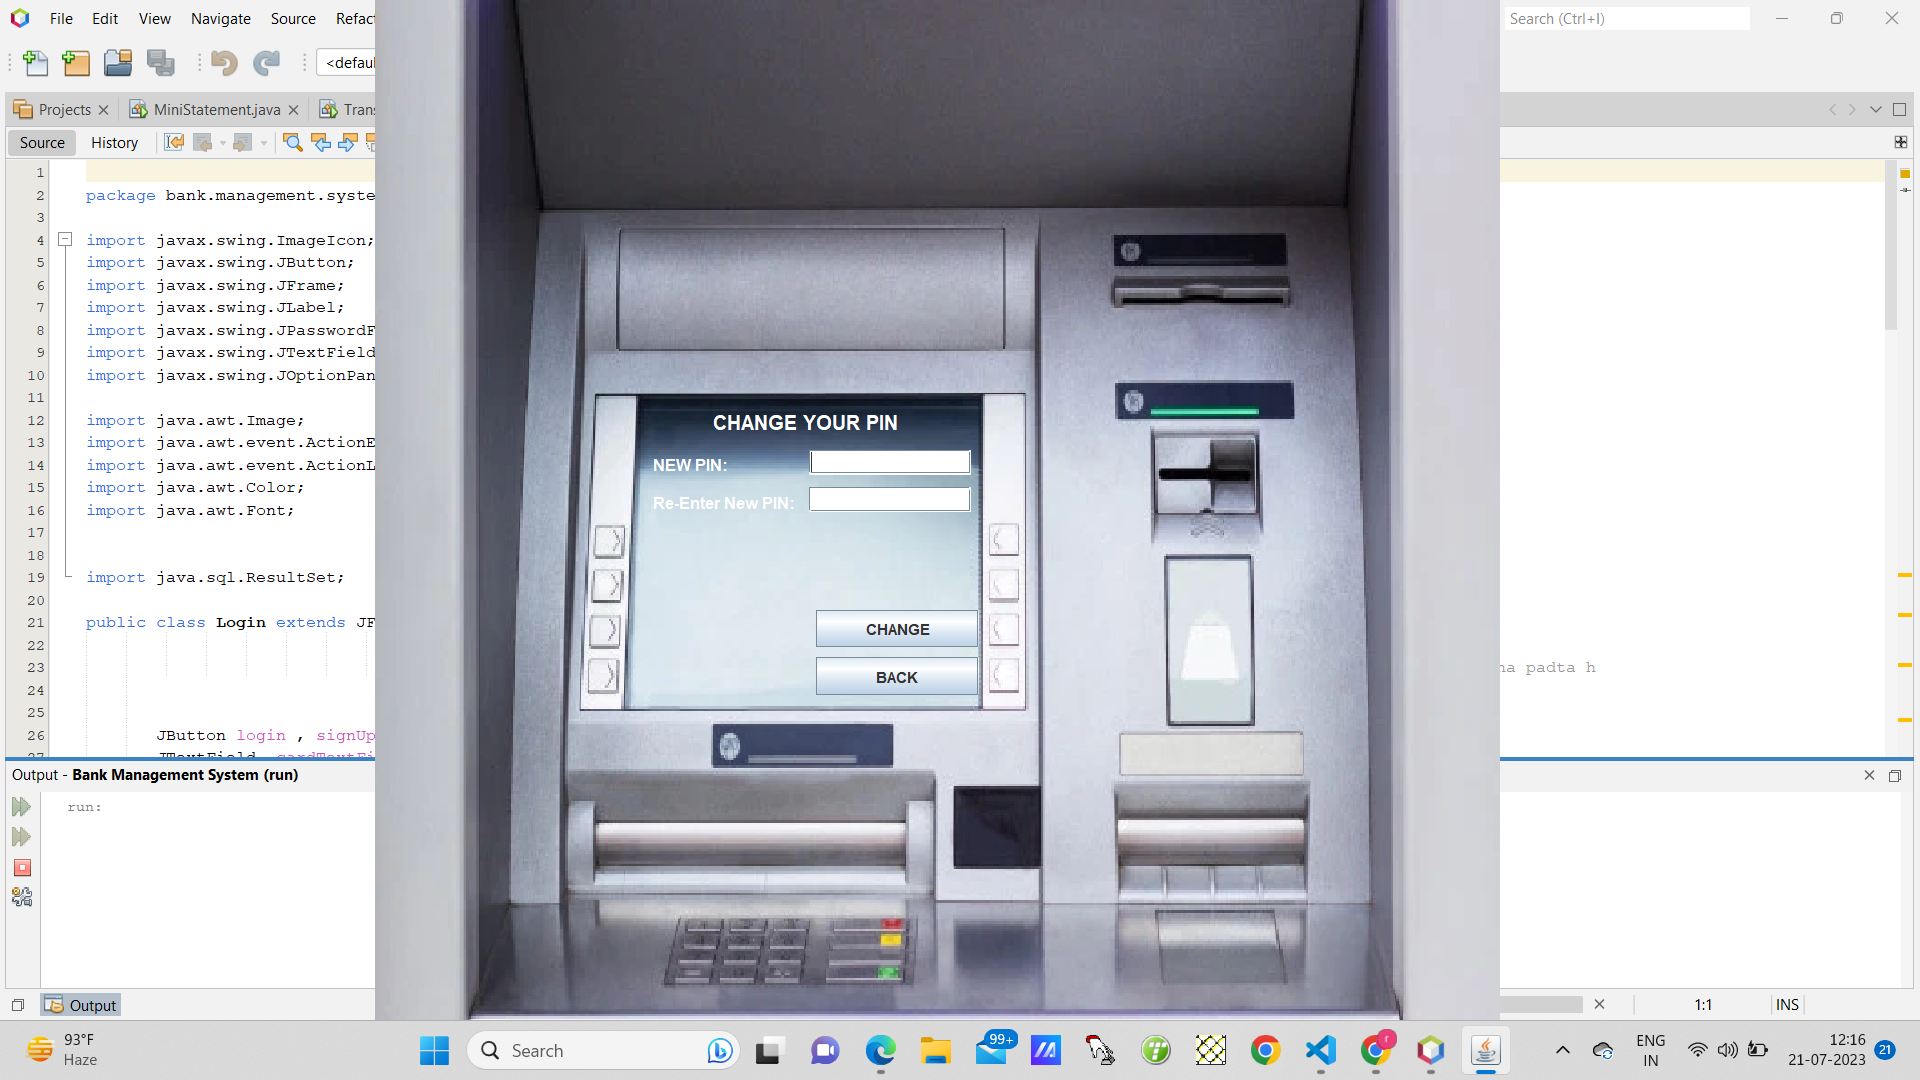 File Edit View Navigate Source Refact
Search (Ctrl+I)
<defaul
Projects MiniStatement.java Trans
Source History
1
2 package bank.management.syste
3
4 import javax.swing.ImageIcon;
5 import javax.swing.JButton;
6 import javax.swing.JFrame;
7 import javax.swing.JLabel;
8 import javax.swing.JPasswordF
9 import javax.swing.JTextField
10 import javax.swing.JOptionPan
11
12 import java.awt.Image;
13 import java.awt.event.ActionE
14 import java.awt.event.ActionL
15 import java.awt.Color;
16 import java.awt.Font;
17
18
19 import java.sql.ResultSet;
20
21 public class Login extends JF
22
23
24
25
26 JButton login , signUp
27 JTextField cardTextFi
na padta h
CHANGE YOUR PIN
NEW PIN:
Re-Enter New PIN:
CHANGE
BACK
Output - Bank Management System (run)
run:
Output
1:1 INS
93°F
Haze
Search
99+
ENG
IN
12:16
21-07-2023
21